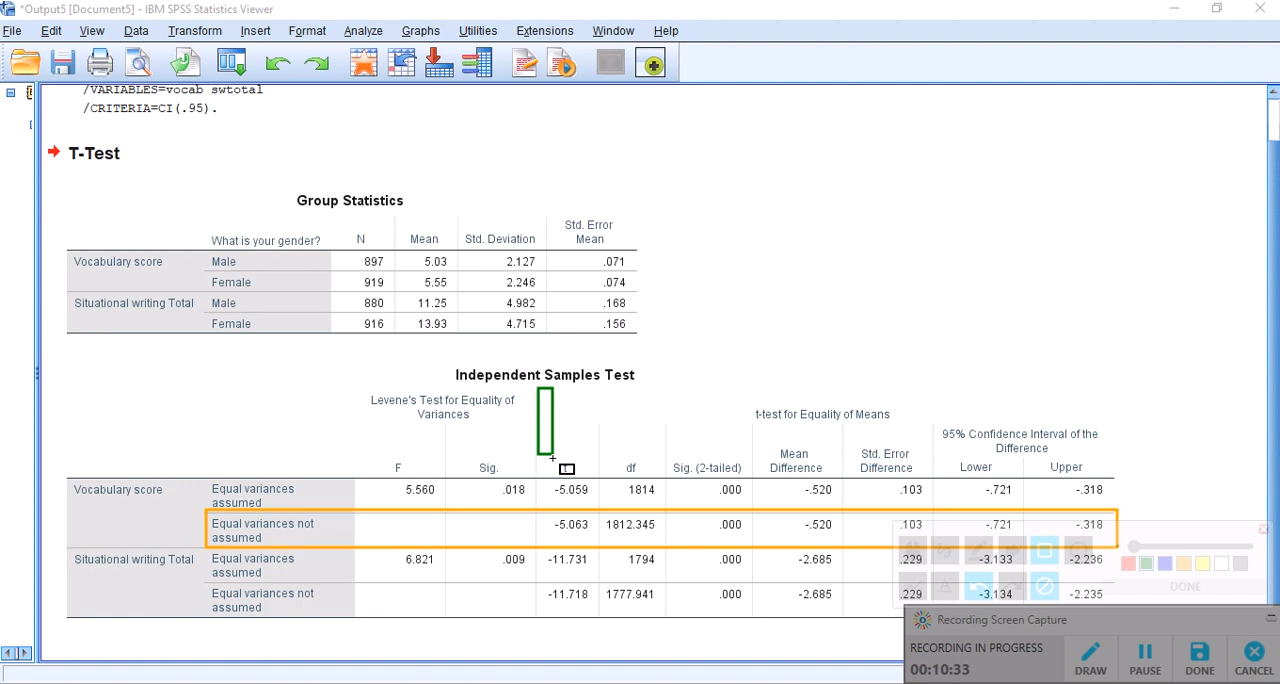 *Output5 [Document5] - IBM SPSS Statistics Viewer
File Edit View Data Transform Insert Format Analyze Graphs Utilities Extensions Window Help
/VARIABLES=vocab swtotal
/CRITERIA=CI(.95).
T-Test
Group Statistics
What is your gender? N Mean Std. Deviation Std. Error Mean
Vocabulary score Male 897 5.03 2.127 .071
Female 919 5.55 2.246 .074
Situational writing Total Male 880 11.25 4.982 .168
Female 916 13.93 4.715 .156
Independent Samples Test
Levene's Test for Equality of Variances
t-test for Equality of Means
95% Confidence Interval of the Difference
F Sig. t df Sig. (2-tailed) Mean Difference Std. Error Difference Lower Upper
Vocabulary score Equal variances assumed 5.560 .018 -5.059 1814 .000 -.520 .103 -.721 -.318
Equal variances not assumed -5.063 1812.345 .000 -.520 .103 -.721 -.318
Situational writing Total Equal variances assumed 6.821 .009 -11.731 1794 .000 -2.685 .229 -3.133 -2.236
Equal variances not assumed -11.718 1777.941 .000 -2.685 .229 -3.134 -2.235
DONE
Recording Screen Capture
RECORDING IN PROGRESS
00:10:33
DRAW PAUSE DONE CANCEL